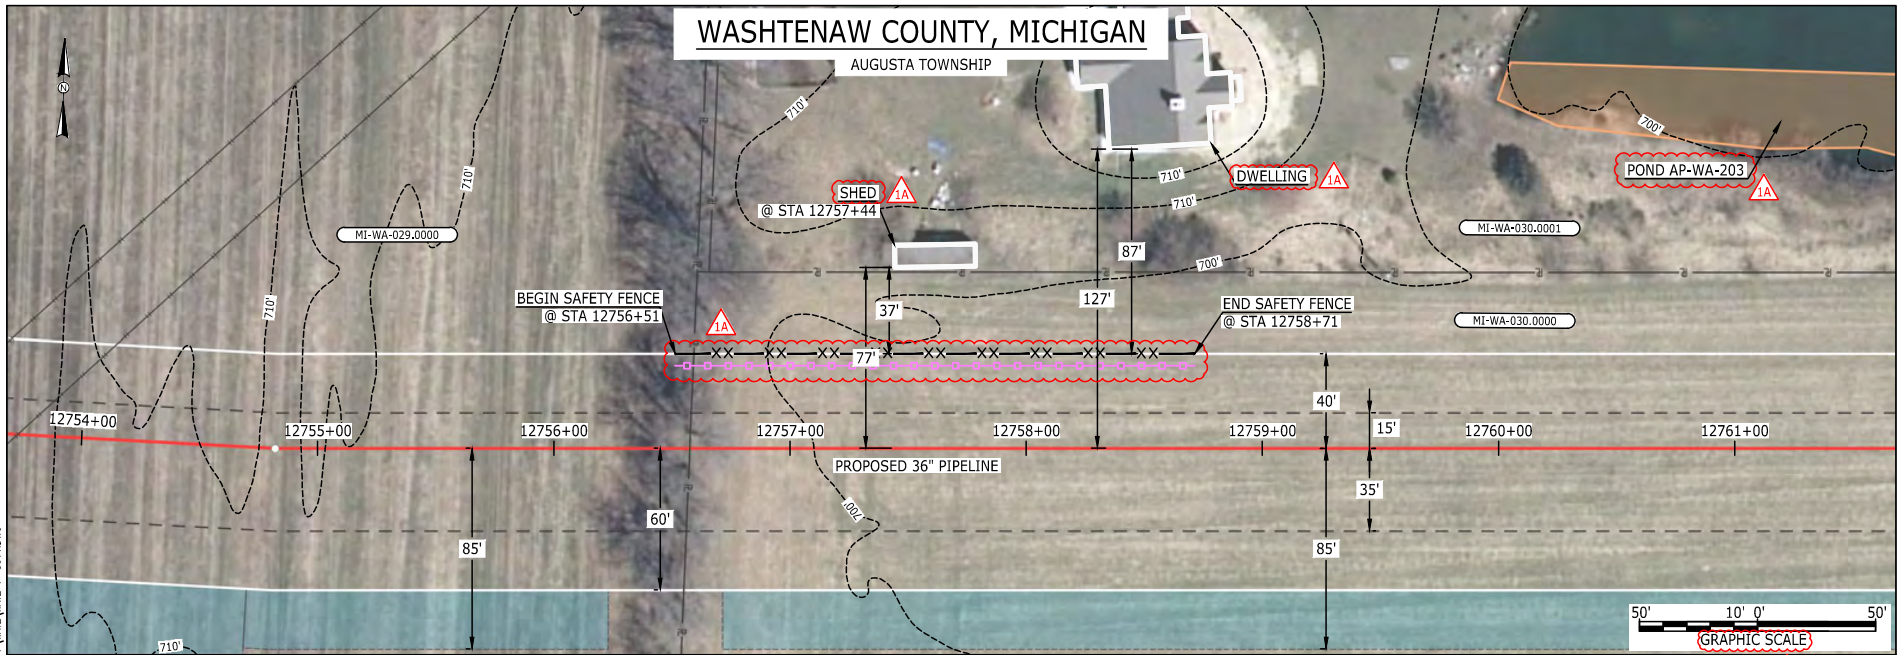 WASHTENAW COUNTY, MICHIGAN
AUGUSTA TOWNSHIP
N
710'
710'
700'
710'
710'
710'
POND AP-WA-203
1A
DWELLING
1A
SHED
1A
@ STA 12757+44
MI-WA-029.0000
MI-WA-030.0001
87'
700'
127'
37'
BEGIN SAFETY FENCE
@ STA 12756+51
1A
END SAFETY FENCE
@ STA 12758+71
MI-WA-030.0000
710'
77'
40'
12754+00
12755+00
12756+00
12757+00
12758+00
12759+00
12760+00
12761+00
15'
PROPOSED 36" PIPELINE
35'
700'
60'
85'
85'
50'
10'
0'
50'
GRAPHIC SCALE
710'